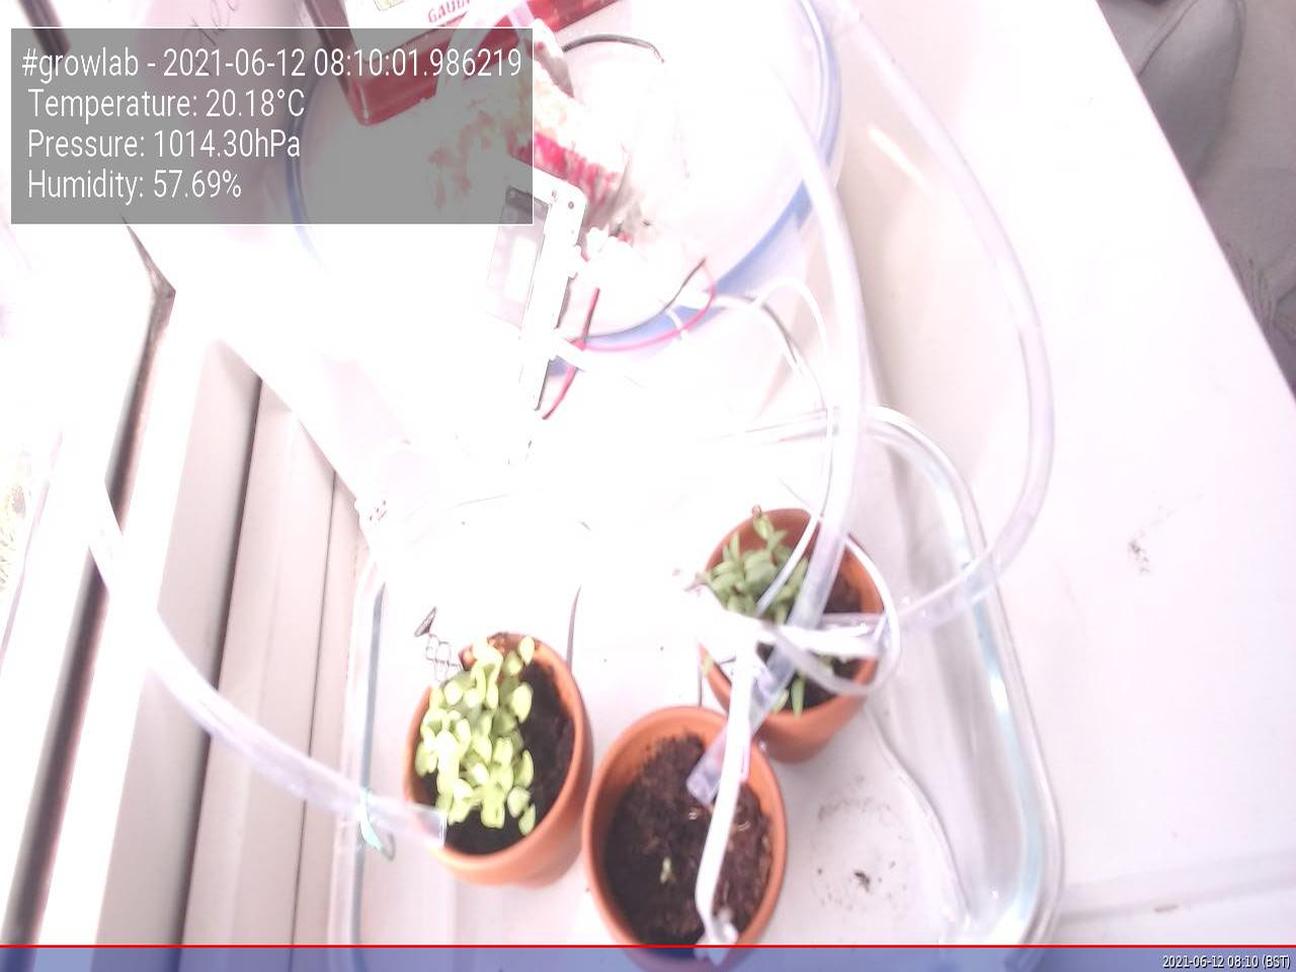 GAUD
#growlab - 2021-06-12 08:10:01.986219
Temperature: 20.18°C
Pressure: 1014.30hPa
Humidity: 57.69%
2021-06-12 08:10 (BST)